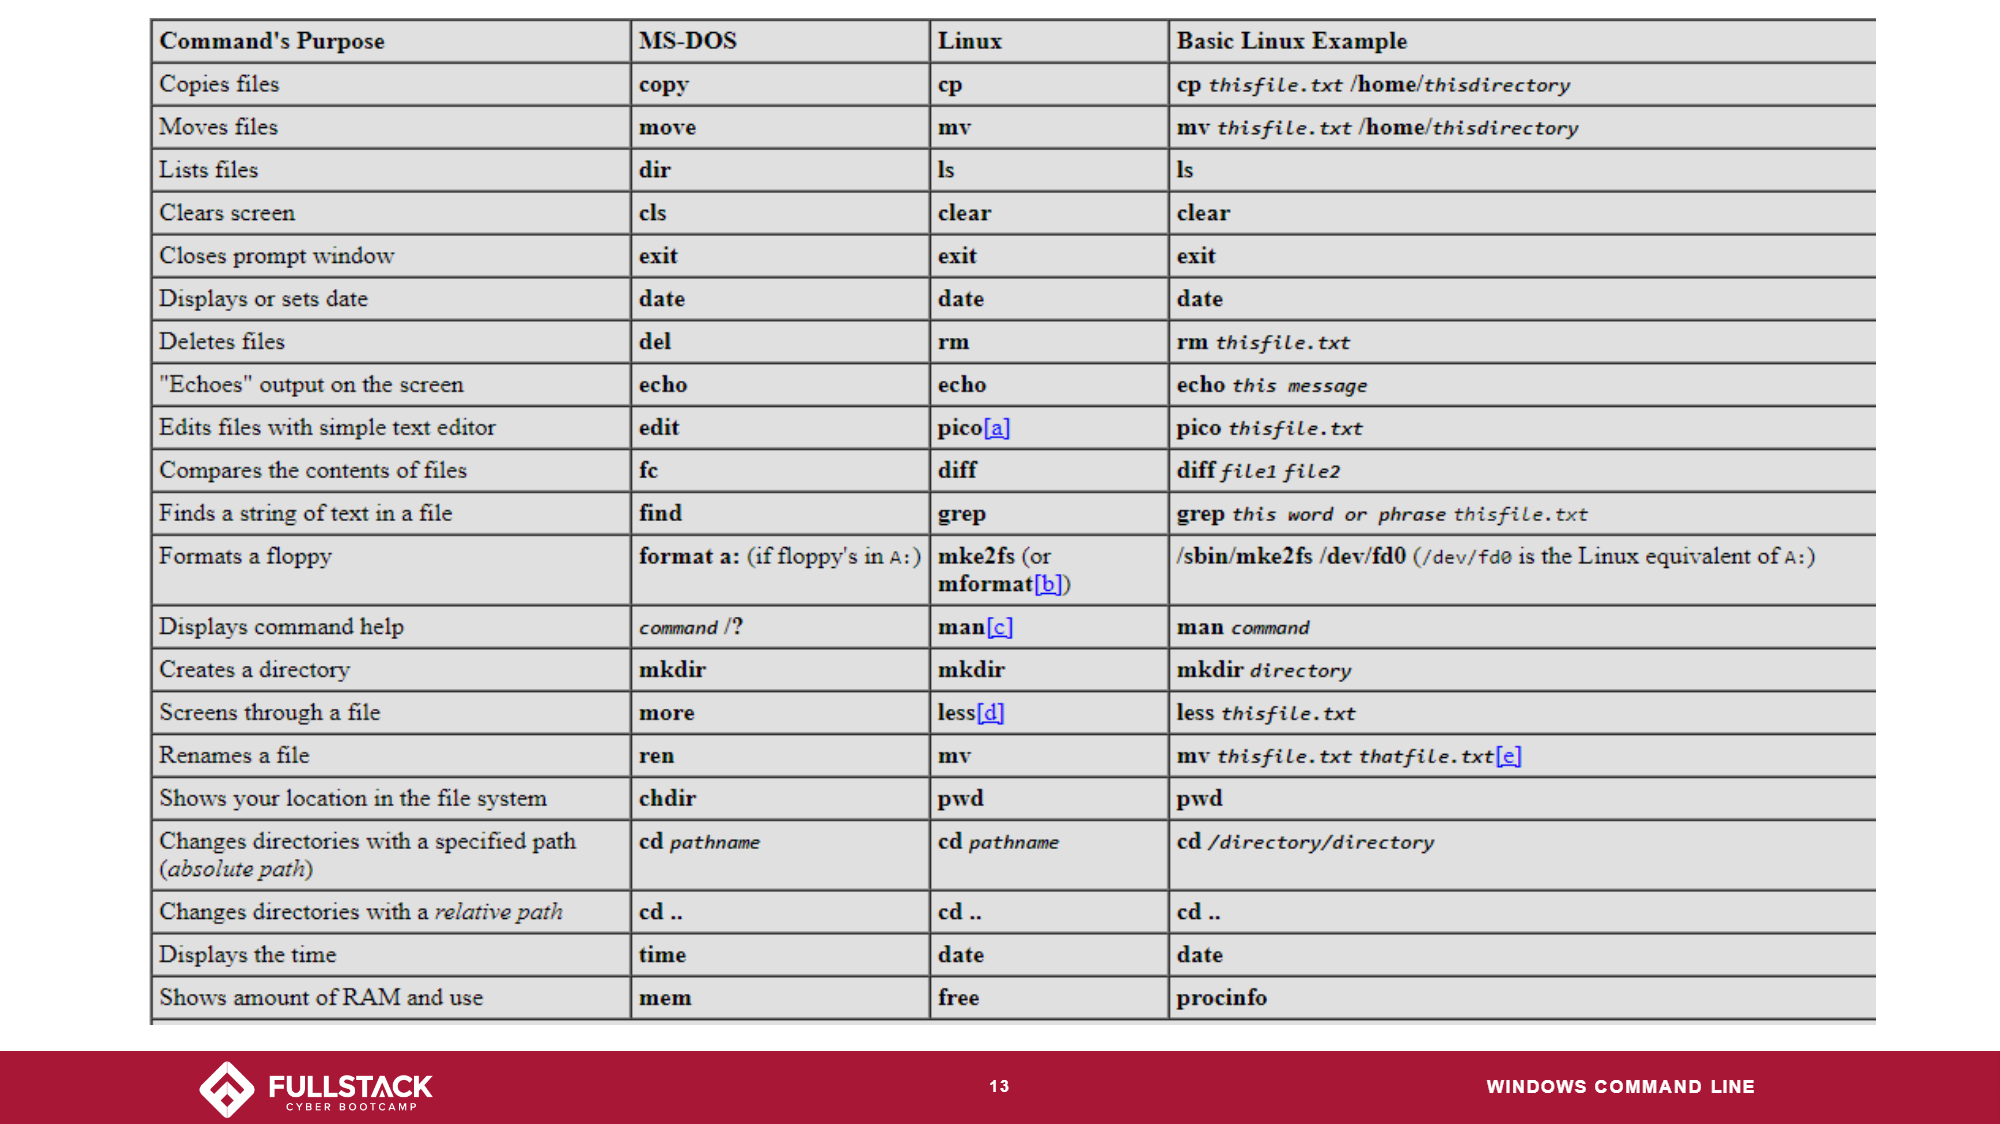 Command's Purpose MS-DOS Linux Basic Linux Example
Copies files copy cp cp thisfile.txt /home/thisdirectory
Moves files move mv mv thisfile.txt /home/thisdirectory
Lists files dir ls ls
Clears screen cls clear clear
Closes prompt window exit exit exit
Displays or sets date date date date
Deletes files del rm rm thisfile.txt
"Echoes" output on the screen echo echo echo this message
Edits files with simple text editor edit pico[a] pico thisfile.txt
Compares the contents of files fc diff diff file1 file2
Finds a string of text in a file find grep grep this word or phrase thisfile.txt
Formats a floppy format a: (if floppy's in A:) mke2fs (or /sbin/mke2fs /dev/fd0 (/dev/fd0 is the Linux equivalent of A:)
mformat[b])
Displays command help command /? man[c] man command
Creates a directory mkdir mkdir mkdir directory
Screens through a file more less[d] less thisfile.txt
Renames a file ren mv mv thisfile.txt thatfile.txt[e]
Shows your location in the file system chdir pwd pwd
Changes directories with a specified path cd pathname cd pathname cd /directory/directory
(absolute path)
Changes directories with a relative path cd .. cd .. cd ..
Displays the time time date date
Shows amount of RAM and use mem free procinfo
FULLSTACK
CYBER BOOTCAMP
13
WINDOWS COMMAND LINE